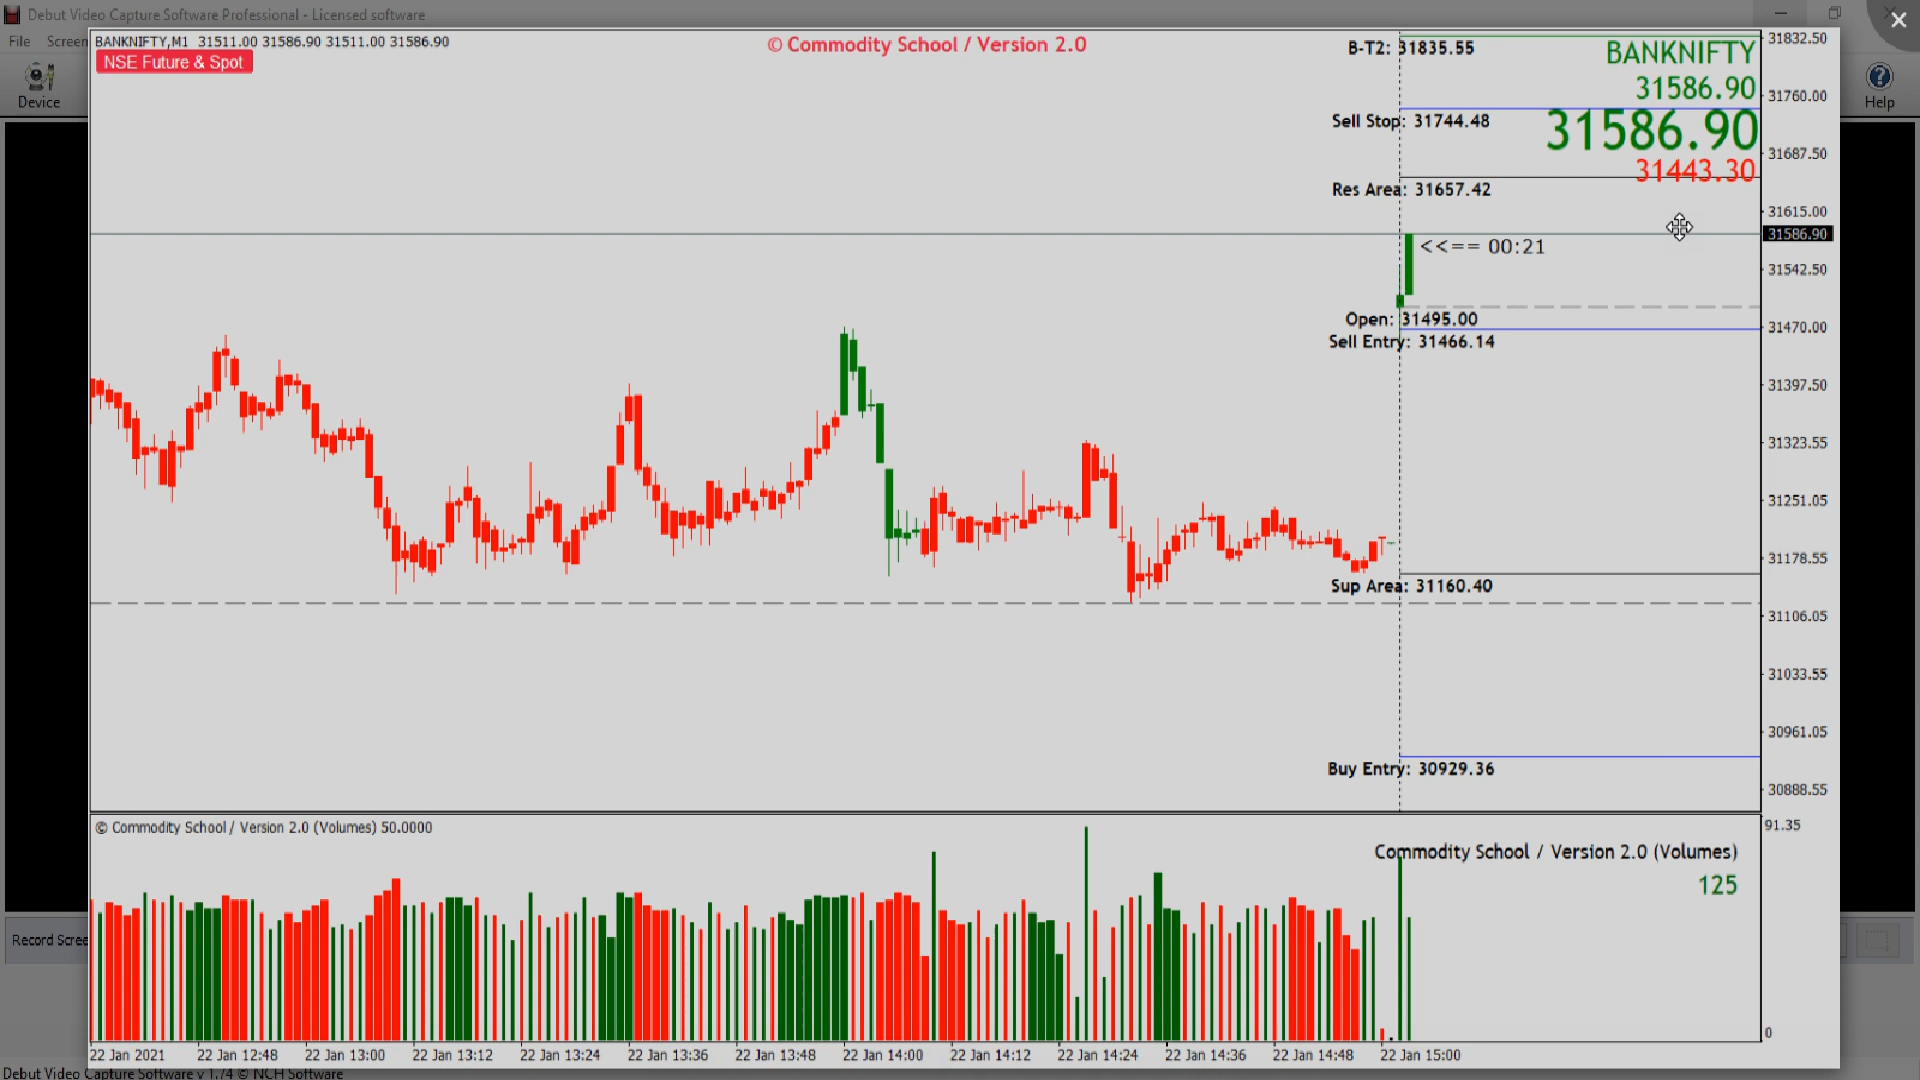 Debut Video Capture Software Professional - Licensed software
File Screen
Device
Help
BANKNIFTY,M1 31511.00 31586.90 31511.00 31586.90
NSE Future & Spot
© Commodity School / Version 2.0
B-T2: 31835.55
BANKNIFTY
31586.90
Sell Stop: 31744.48
31586.90
31443.30
Res Area: 31657.42
<<== 00:21
Open: 31495.00
Sell Entry: 31466.14
Sup Area: 31160.40
Buy Entry: 30929.36
31832.50
31760.00
31687.50
31615.00
31586.90
31542.50
31470.00
31397.50
31323.55
31251.05
31178.55
31106.05
31033.55
30961.05
30888.55
© Commodity School / Version 2.0 (Volumes) 50.0000
91.35
Commodity School / Version 2.0 (Volumes)
125
0
Record Scree
22 Jan 2021 22 Jan 12:48 22 Jan 13:00 22 Jan 13:12 22 Jan 13:24 22 Jan 13:36 22 Jan 13:48 22 Jan 14:00 22 Jan 14:12 22 Jan 14:24 22 Jan 14:36 22 Jan 14:48 22 Jan 15:00
Debut Video Capture Software v 1.74 © NCH Software